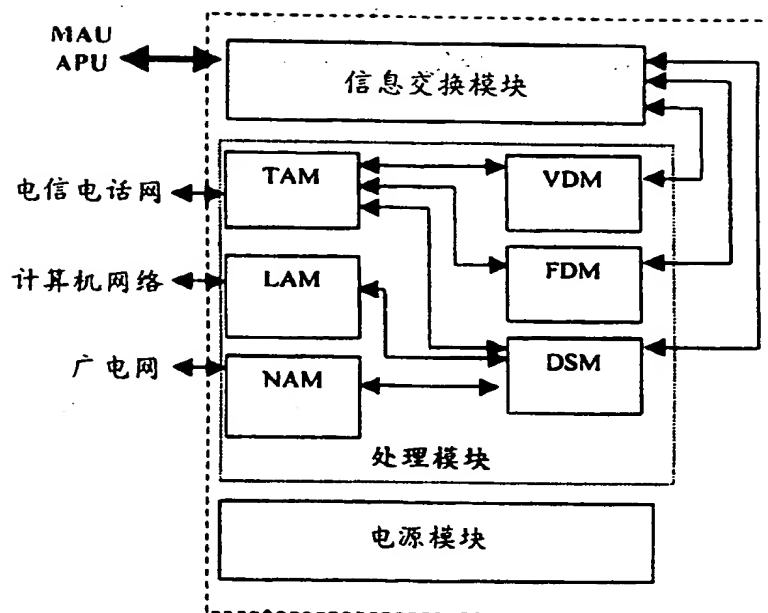 MAU
APU
信息交换模块
TAM
VDM
电信电话网
计算机网络
LAM
FDM
广电网
NAM
DSM
处理模块
电源模块